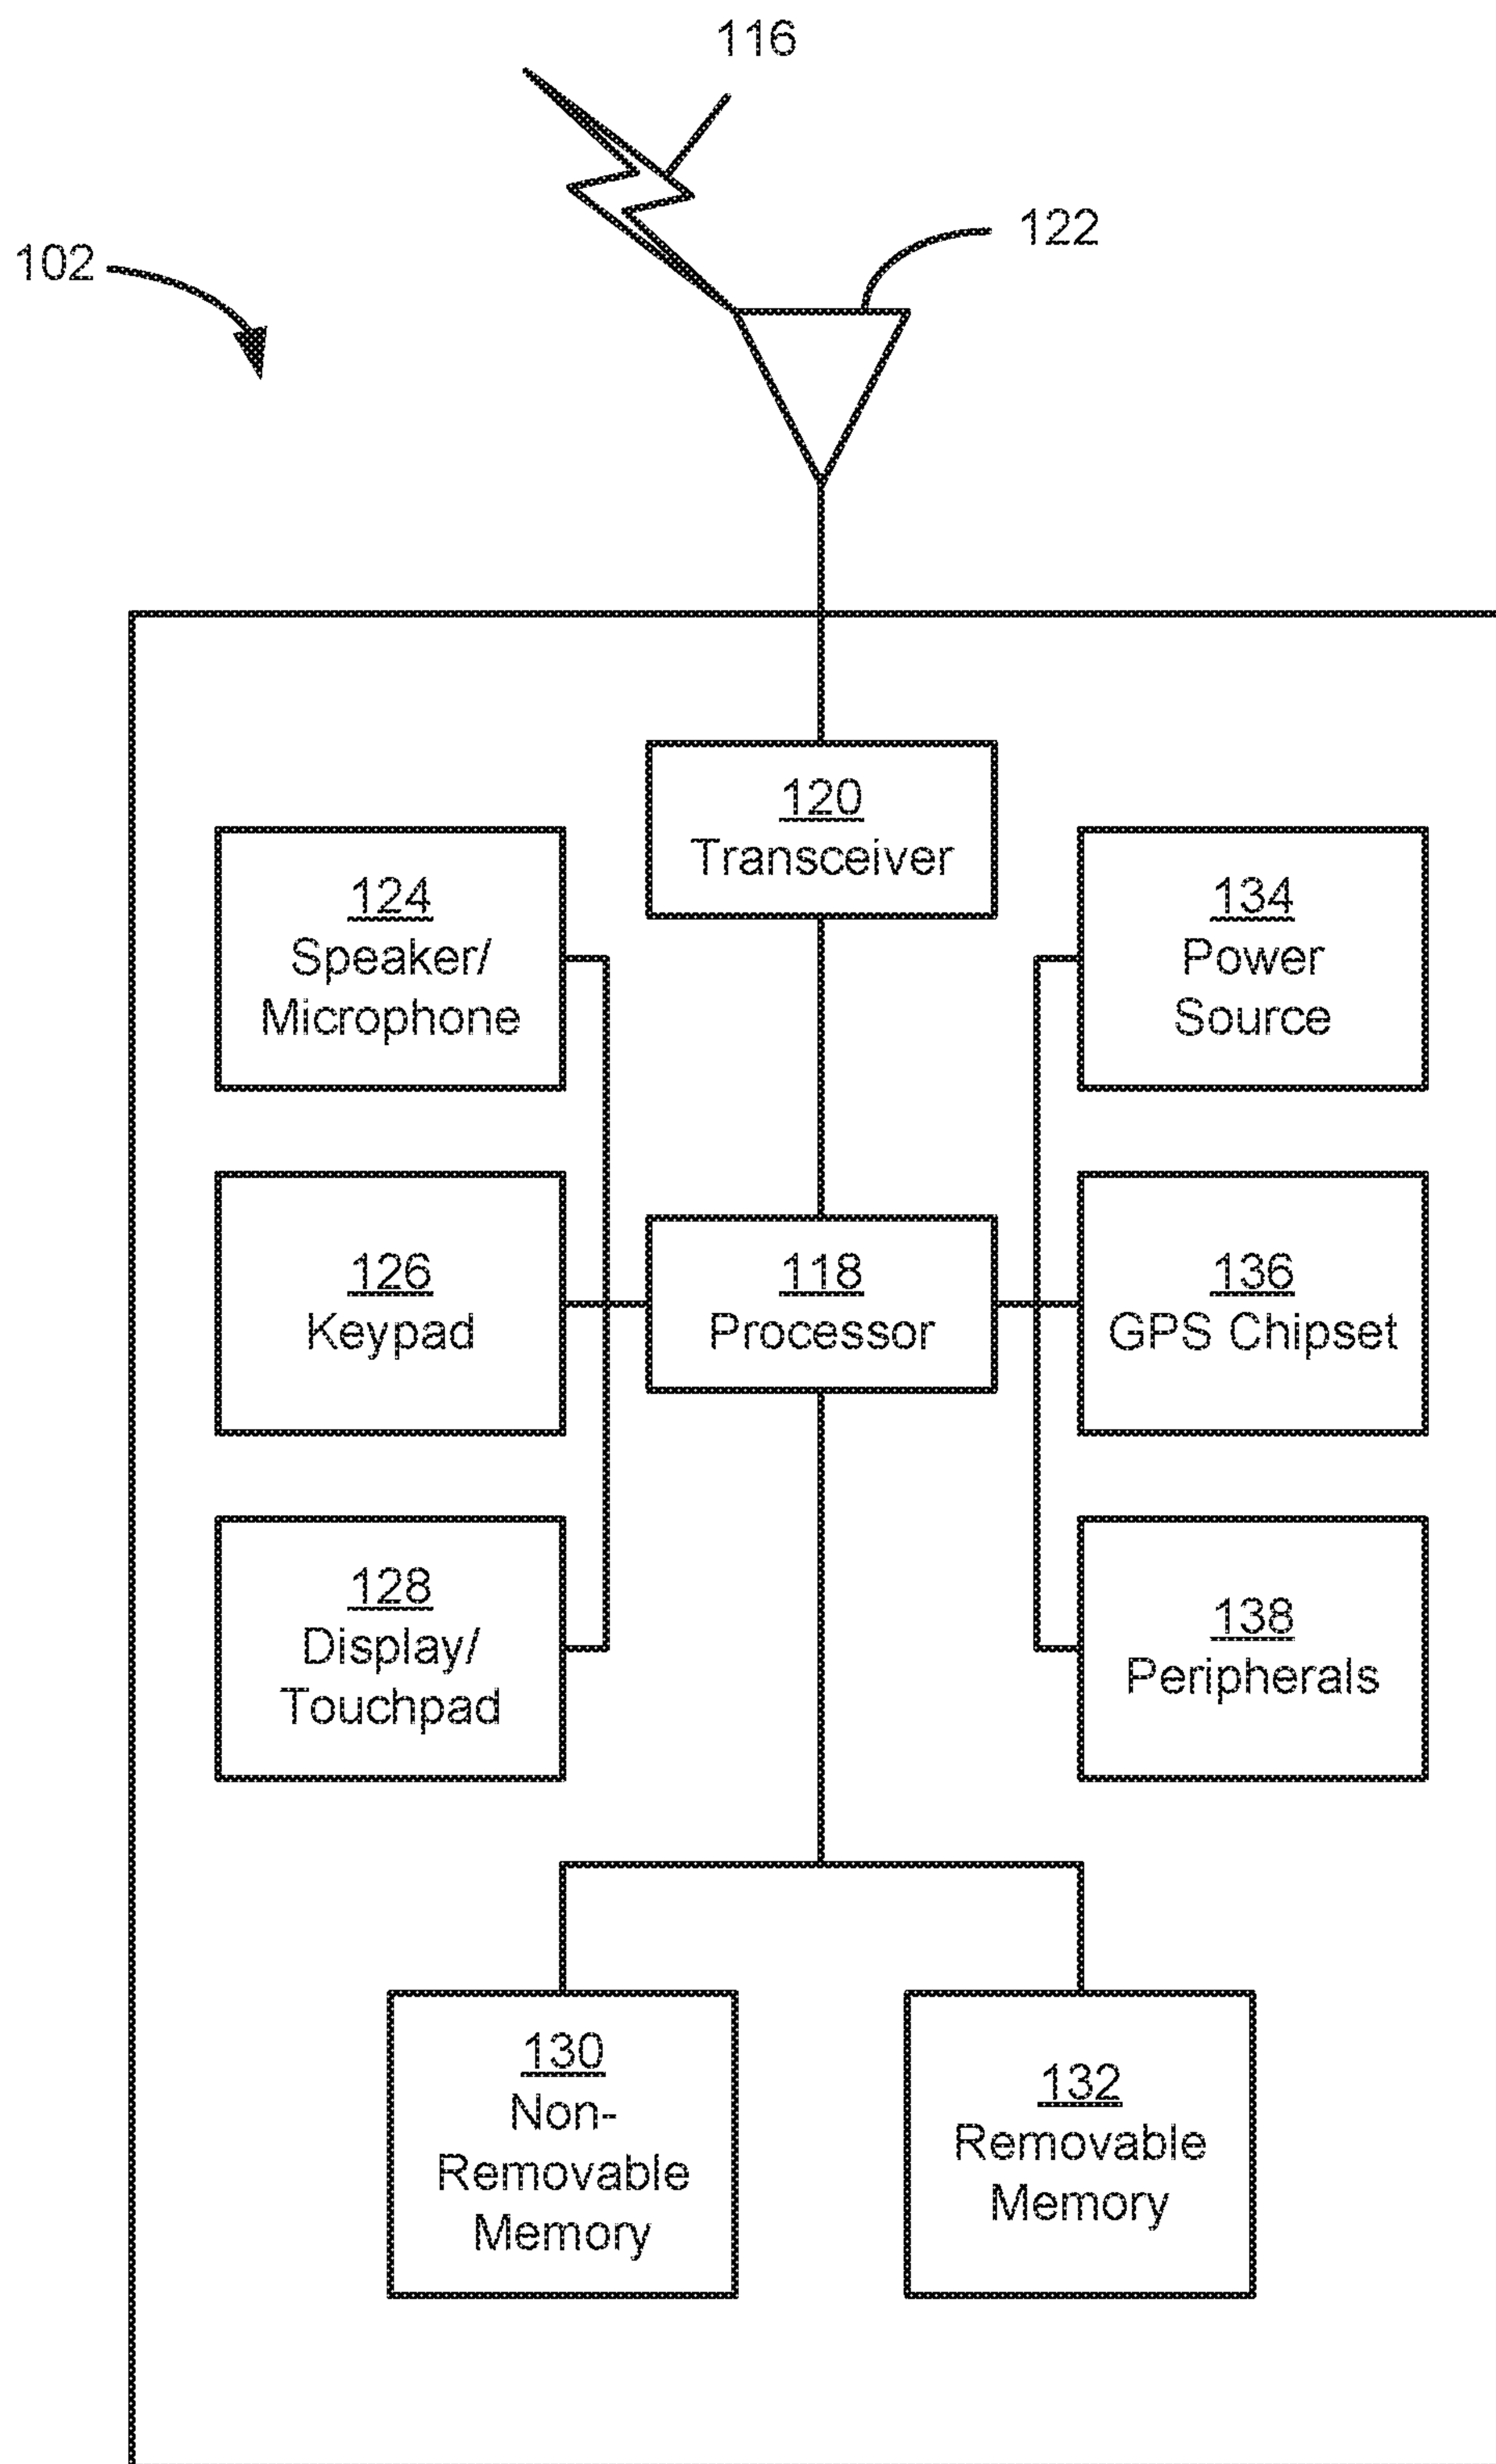 116
122
102
120
Transceiver
124
Speaker/
Microphone
134
Power
Source
126
Keypad
118
Processor
136
GPS Chipset
128
Display/
Touchpad
138
Peripherals
130
Non-
Removable
Memory
132
Removable
Memory